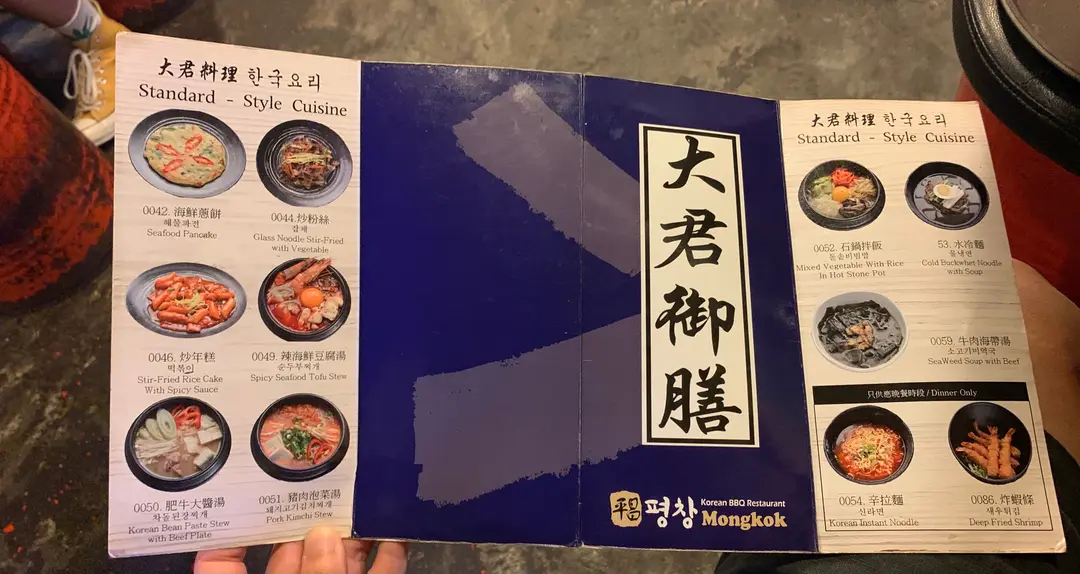 大君料理 한국요리
Standard - Style Cuisine
0042. 海鮮蔥餅
해물파전
Seafood Pancake
0044.炒粉絲
잡채
Glass Noodle Stir-Fried
with Vegetable
0046. 炒年糕
떡볶이
Stir-Fried Rice Cake
With Spicy Sauce
0049. 辣海鮮豆腐湯
순두부찌개
Spicy Seafood Tofu Stew
0050. 肥牛大醬湯
차돌된장찌개
Korean Bean Paste Stew
with Beef Plate
0051. 豬肉泡菜湯
돼지고기김치찌개
Pork Kimchi Stew
大君御膳
平昌 평창 Korean BBQ Restaurant
Mongkok
大君料理 한국요리
Standard - Style Cuisine
0052. 石鍋拌飯
돌솥비빔밥
Mixed Vegetable With Rice
In Hot Stone Pot
53. 水冷麵
물냉면
Cold Buckwhet Noodle
with Soup
0059. 牛肉海帶湯
소고기미역국
SeaWeed Soup with Beef
只供應晚餐時段 / Dinner Only
0054. 辛拉麵
신라면
Korean Instant Noodle
0086. 炸蝦條
새우튀김
Deep Fried Shrimp